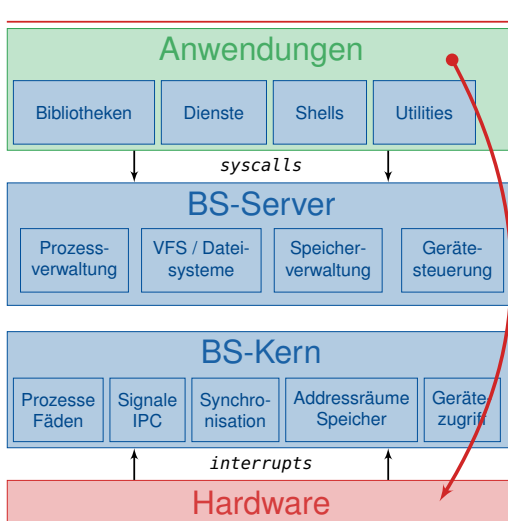 Anwendungen
Bibliotheken Dienste Shells Utilities
syscalls
BS-Server
Prozess- VFS / Datei- Speicher- Geräte-
verwaltung systeme verwaltung steuerung
BS-Kern
Prozesse Signale Synchro- Addressräume Geräte-
Fäden IPC nisation Speicher zugriff
interrupts
Hardware